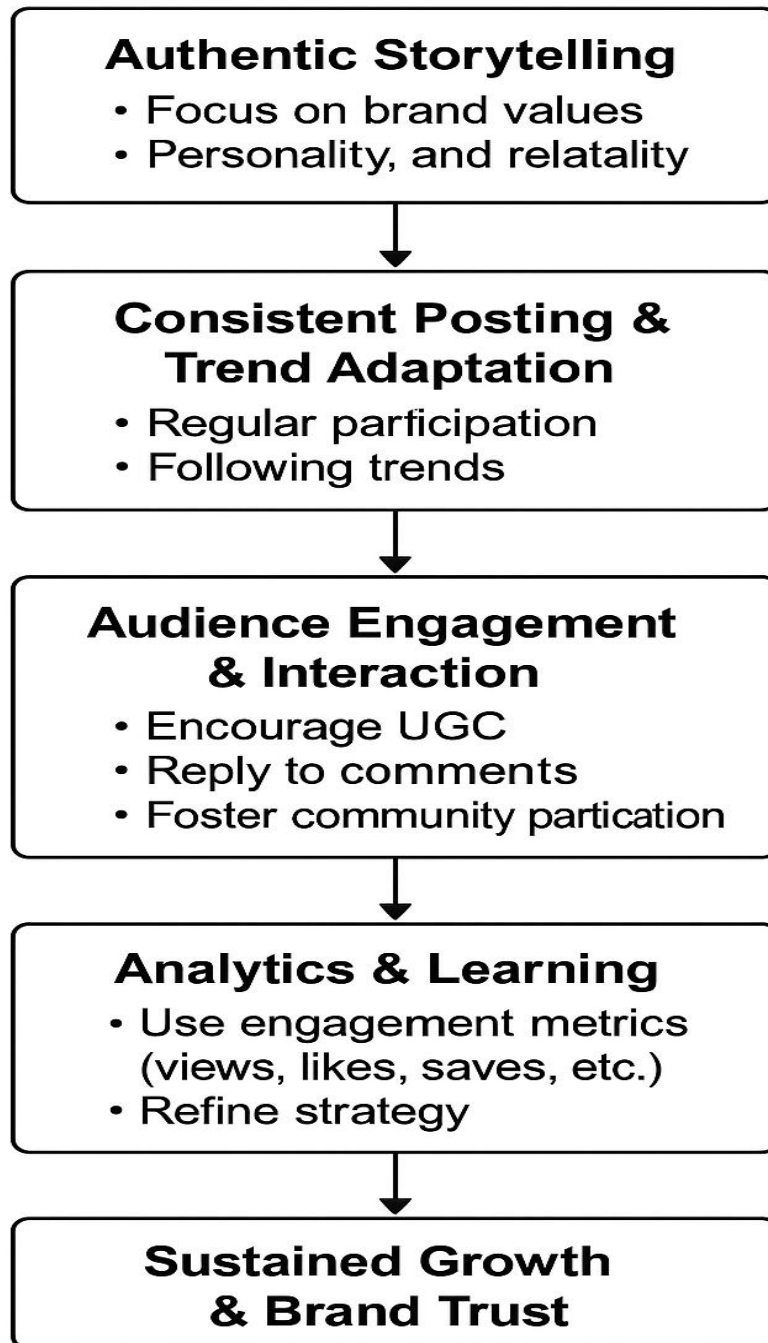 Authentic Storytelling
• Focus on brand values
• Personality, and relatality
Consistent Posting &
Trend Adaptation
• Regular parficipation
• Following trends
Audience Engagement
& Interaction
• Encourage UGC
• Reply to comments
• Foster community partication
Analytics & Learning
• Use engagement metrics
(views, likes, saves, etc.)
• Refine strategy
Sustained Growth
& Brand Trust